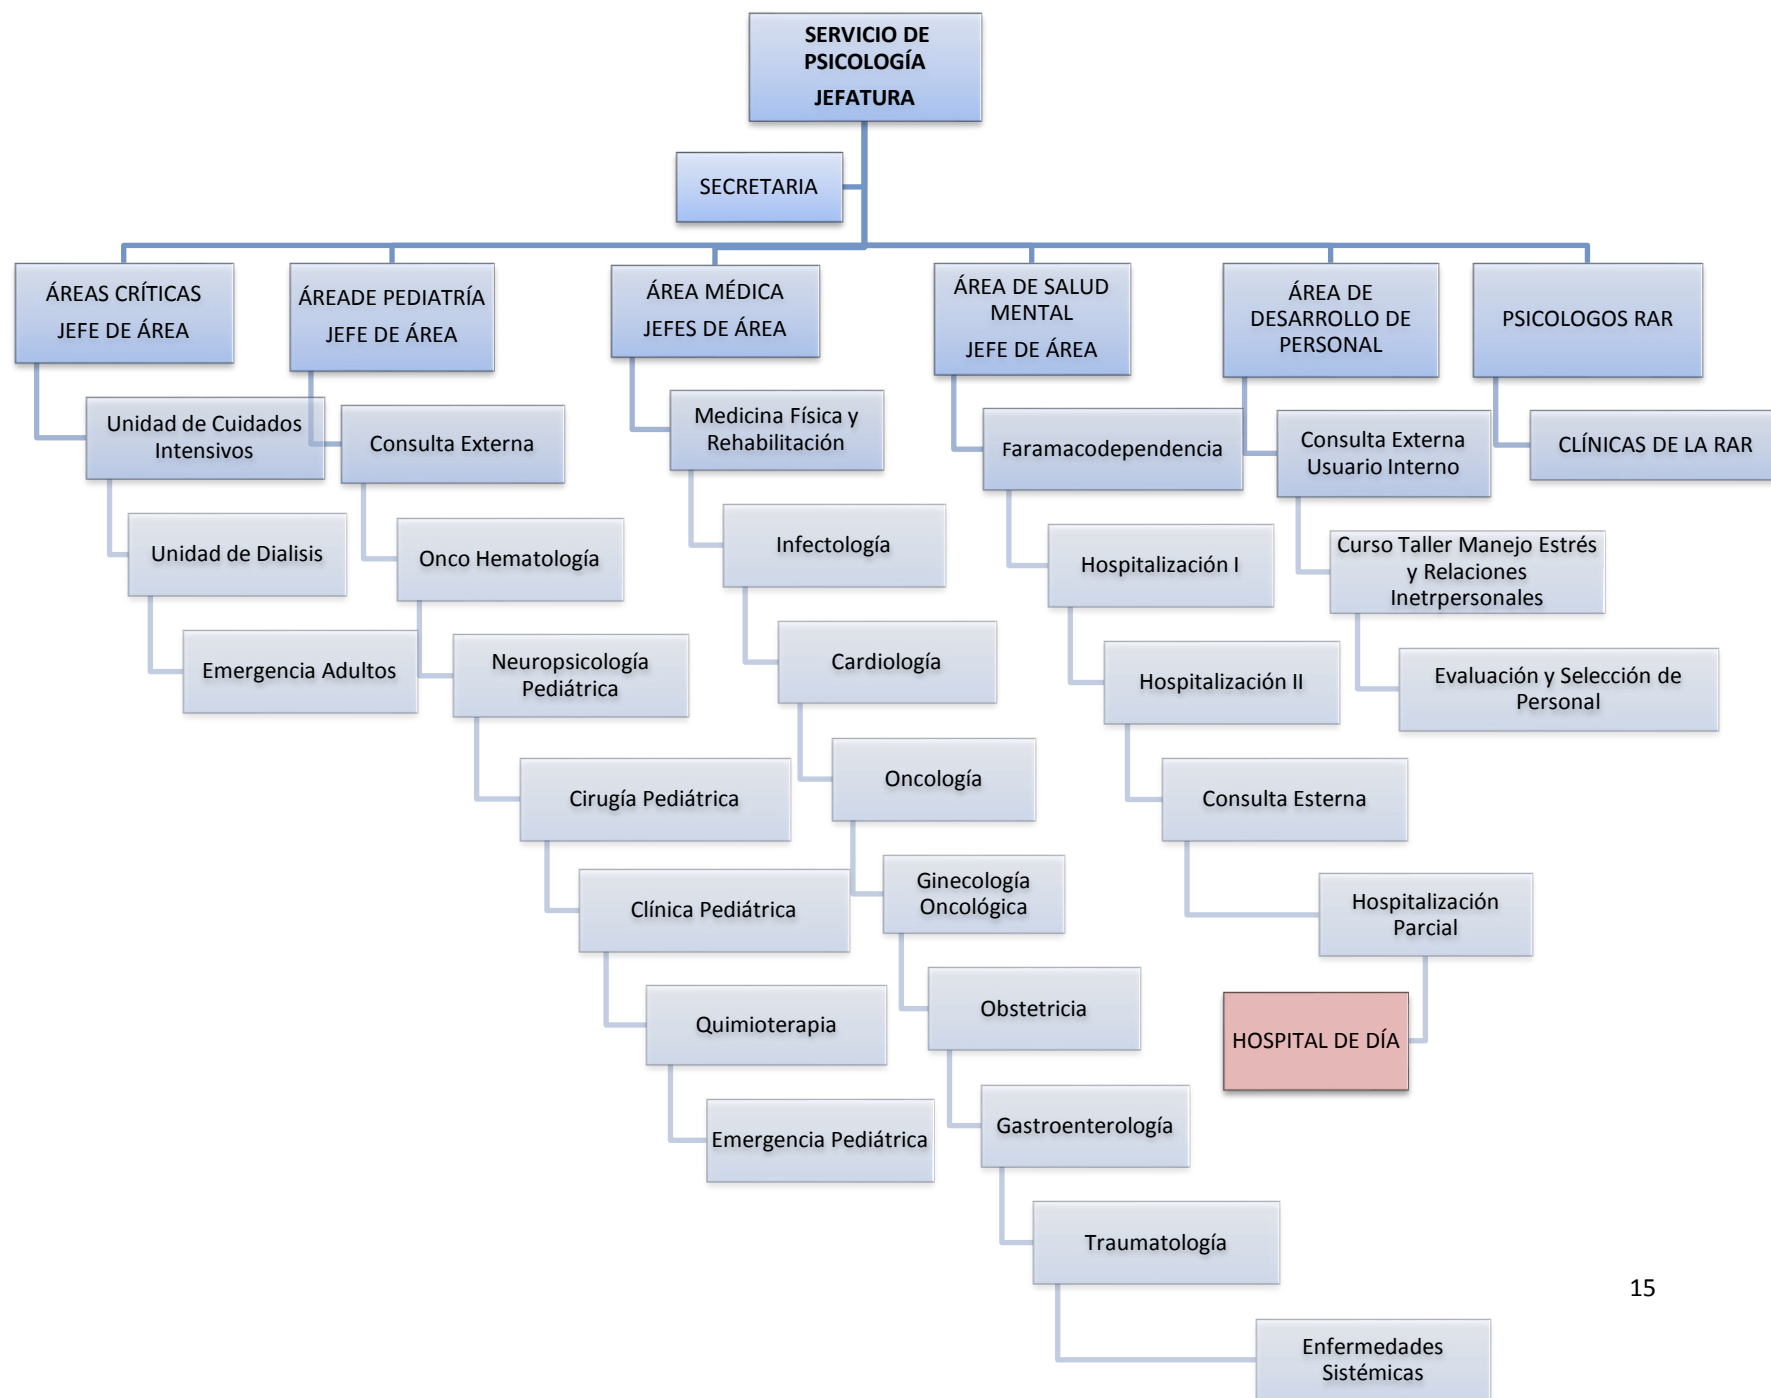 SERVICIO DE
PSICOLOGÍA
JEFATURA
SECRETARIA
ÁREAS CRÍTICAS
JEFE DE ÁREA
Unidad de Cuidados
Intensivos
Unidad de Dialisis
Emergencia Adultos
ÁREADE PEDIATRÍA
JEFE DE ÁREA
Consulta Externa
Onco Hematología
Neuropsicología
Pediátrica
Cirugía Pediátrica
Clínica Pediátrica
Quimioterapia
Emergencia Pediátrica
ÁREA MÉDICA
JEFES DE ÁREA
Medicina Física y
Rehabilitación
Infectología
Cardiología
Oncología
Ginecología
Oncológica
Obstetricia
Gastroenterología
Traumatología
Enfermedades
Sistémicas
ÁREA DE SALUD
MENTAL
JEFE DE ÁREA
Faramacodependencia
Hospitalización I
Hospitalización II
Consulta Esterna
Hospitalización
Parcial
HOSPITAL DE DÍA
ÁREA DE
DESARROLLO DE
PERSONAL
Consulta Externa
Usuario Interno
Curso Taller Manejo Estrés
y Relaciones
Inetrpersonales
Evaluación y Selección de
Personal
PSICOLOGOS RAR
CLÍNICAS DE LA RAR
15